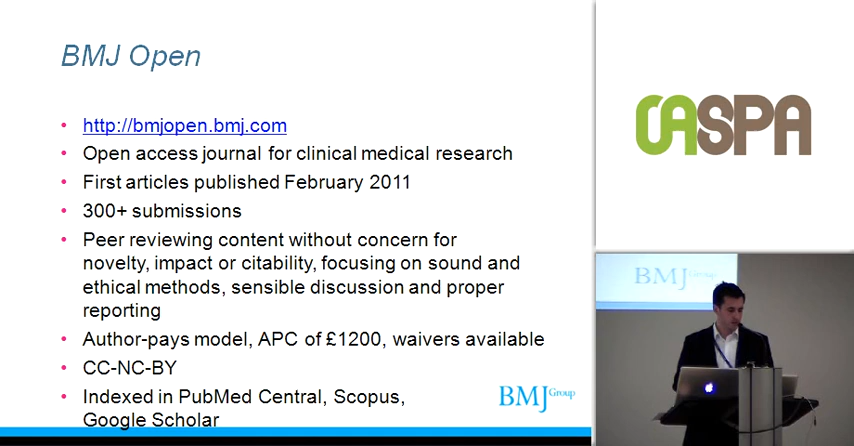 BMJ Open
http://bmjopen.bmj.com
Open access journal for clinical medical research
First articles published February 2011
300+ submissions
Peer reviewing content without concern for
novelty, impact or citability, focusing on sound and
ethical methods, sensible discussion and proper
reporting
Author-pays model, APC of £1200, waivers available
CC-NC-BY
Indexed in PubMed Central, Scopus,
Google Scholar
BMJ Group
OASPA
BMJ Group